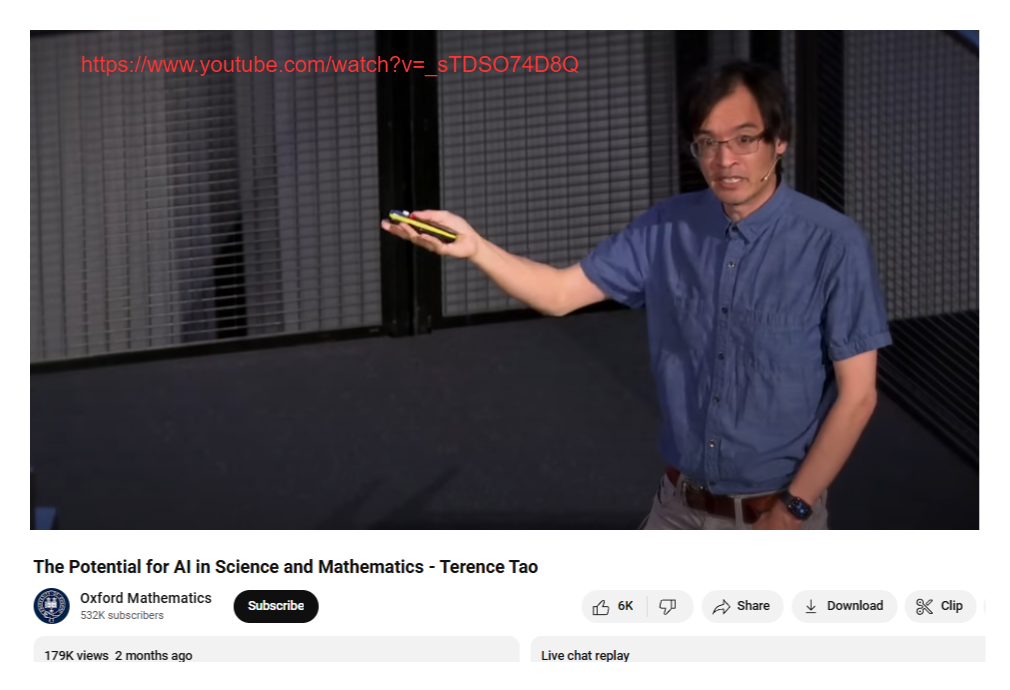 https://www.youtube.com/watch?v=_sTDSO74D8Q
The Potential for AI in Science and Mathematics - Terence Tao
Oxford Mathematics
532K subscribers
Subscribe
6K
Share
Download
Clip
179K views 2 months ago
Live chat replay